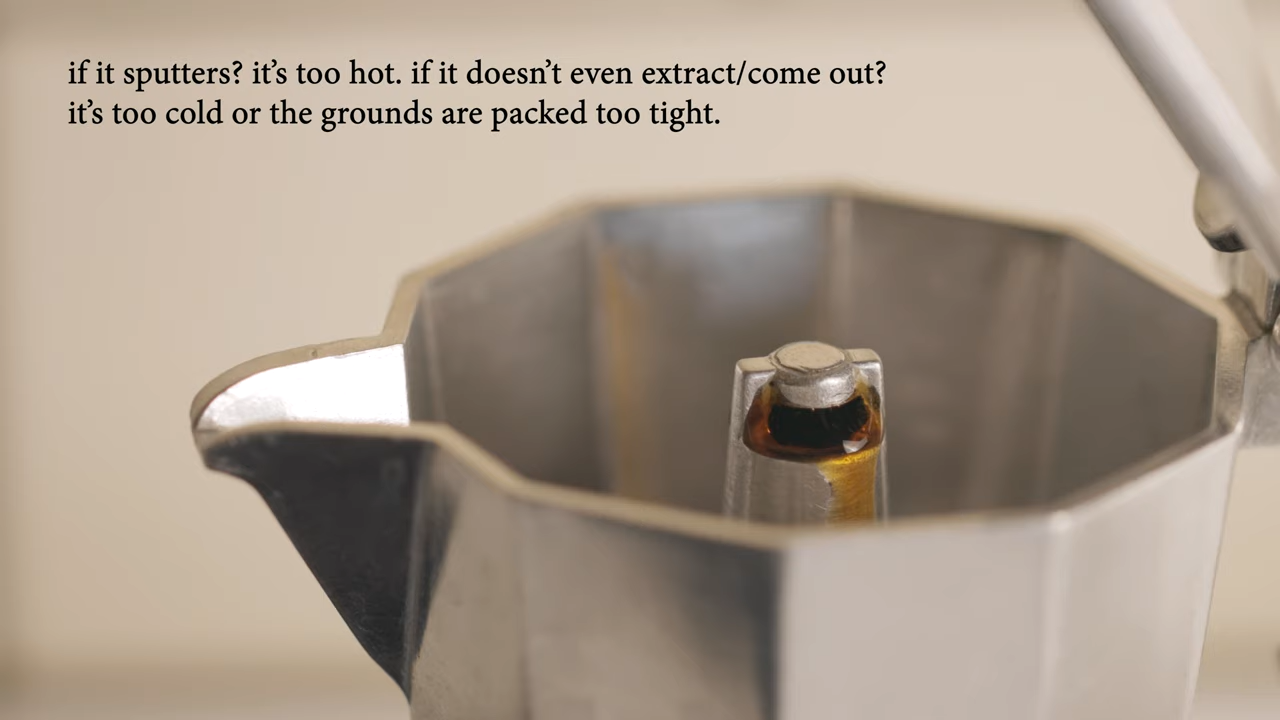 if it sputters? it’s too hot. if it doesn’t even extract/come out?
it’s too cold or the grounds are packed too tight.